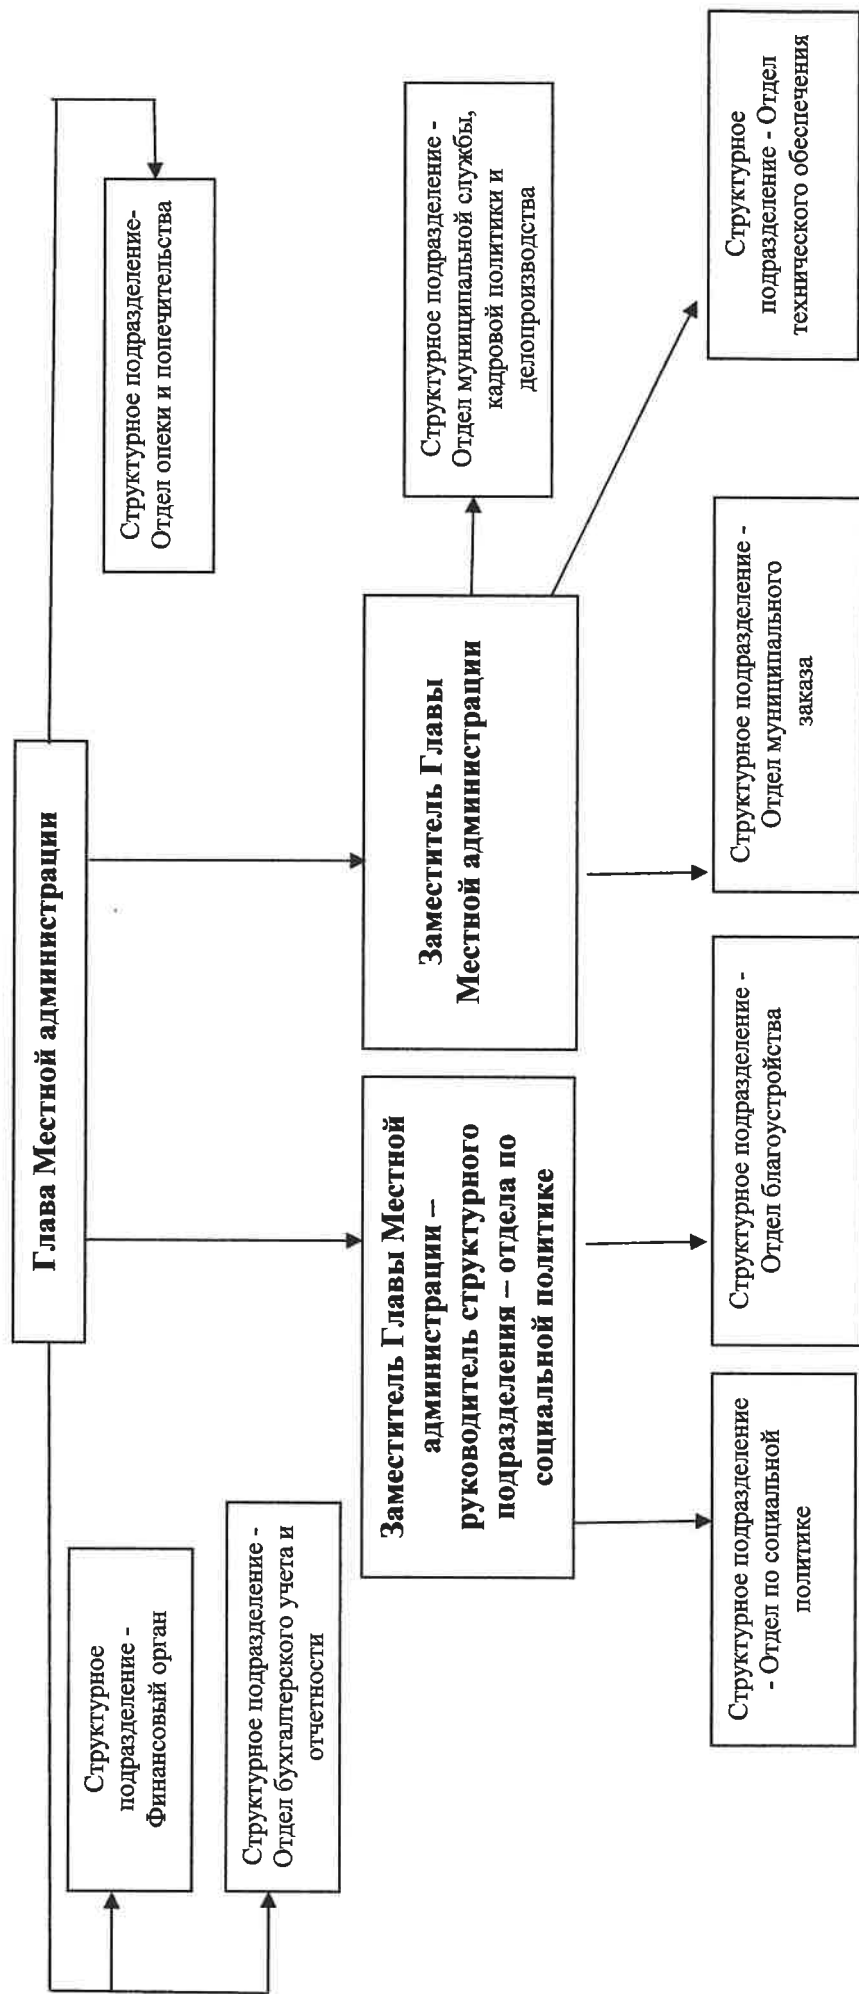 Глава Местной администрации
Структурное
подразделение -
Финансовый орган
Структурное подразделение -
Отдел бухгалтерского учета и
отчетности
Структурное подразделение-
Отдел опеки и попечительства
Заместитель Главы Местной
администрации –
руководитель структурного
подразделения – отдела по
социальной политике
Заместитель Главы
Местной администрации
Структурное подразделение -
Отдел муниципальной службы,
кадровой политики и
делопроизводства
Структурное подразделение
- Отдел по социальной
политике
Структурное подразделение -
Отдел благоустройства
Структурное подразделение -
Отдел муниципального
заказа
Структурное
подразделение - Отдел
технического обеспечения